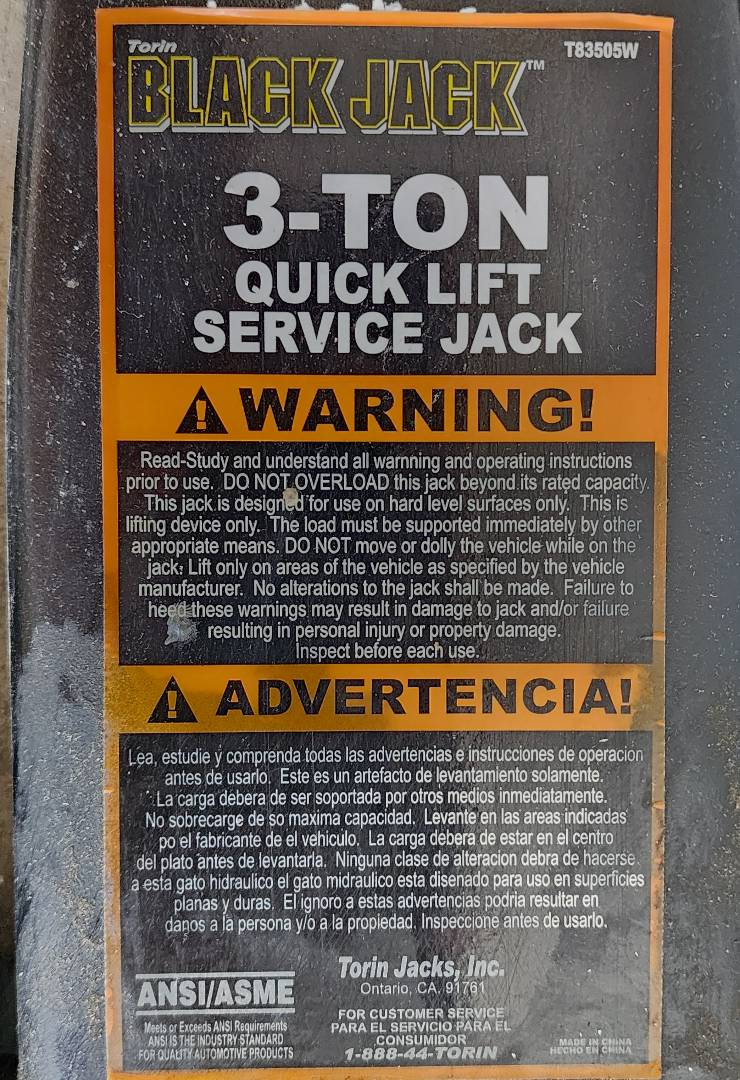 Torin
T83505W
BLACK JACK™
3-TON
QUICK LIFT
SERVICE JACK
WARNING!
Read-Study and understand all warnning and operating instructions
prior to use. DO NOT OVERLOAD this jack beyond its rated capacity.
This jack is designed for use on hard level surfaces only. This is
lifting device only. The load must be supported immediately by other
appropriate means. DO NOT move or dolly the vehicle while on the
jack. Lift only on areas of the vehicle as specified by the vehicle
manufacturer. No alterations to the jack shall be made. Failure to
heed these warnings may result in damage to jack and/or failure
resulting in personal injury or property damage.
Inspect before each use.
ADVERTENCIA!
Lea, estudie y comprenda todas las advertencias e instrucciones de operación
antes de usarlo. Este es un artefacto de levantamiento solamente.
La carga debera de ser soportada por otros medios inmediatamente.
No sobrecarge de so maxima capacidad. Levante en las areas indicadas
po el fabricante de el vehiculo. La carga debera de estar en el centro
del plato antes de levantarla. Ninguna clase de alteracion debra de hacerse
a esta gato hidraulico el gato midraulico esta disenado para uso en superficies
planas y duras. El ignoro a estas advertencias podria resultar en
danos a la persona y/o a la propiedad. Inspeccione antes de usarlo.
ANSI/ASME
Meets or Exceeds ANSI Requirements
ANSI IS THE INDUSTRY STANDARD
FOR QUALITY AUTOMOTIVE PRODUCTS
Torin Jacks, Inc.
Ontario, CA. 91761
FOR CUSTOMER SERVICE
PARA EL SERVICIO PARA EL
CONSUMIDOR
1-888-44-TORIN
MADE IN CHINA
HECHO EN CHINA